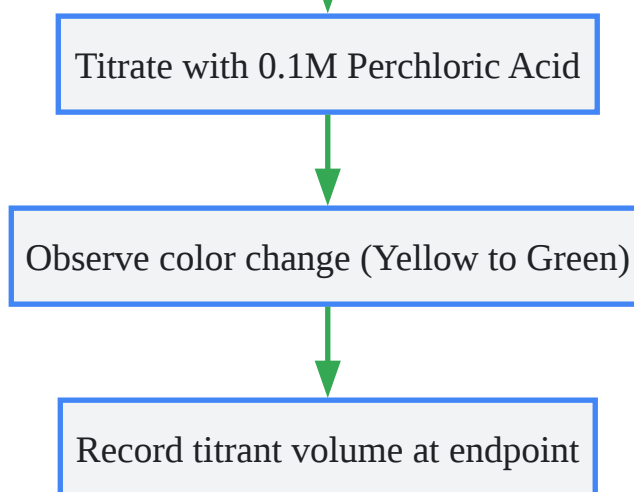 Titrate with 0.1M Perchloric Acid
Observe color change (Yellow to Green)
Record titrant volume at endpoint